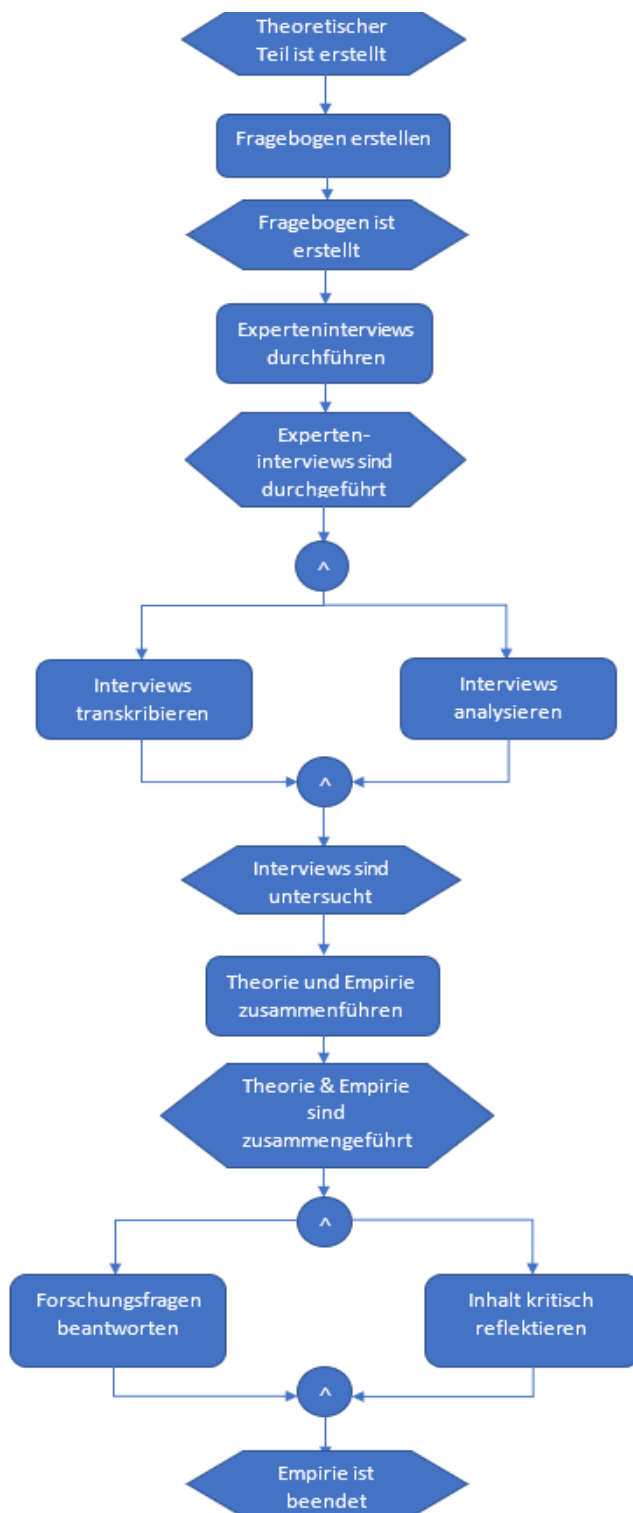 Theoretischer
Teil ist erstellt
Fragebogen erstellen
Fragebogen ist
erstellt
Experteninterviews
durchführen
Experten-
interviews sind
durchgeführt
^
Interviews
transkribieren
Interviews
analysieren
^
Interviews sind
untersucht
Theorie und Empirie
zusammenführen
Theorie & Empirie
sind
zusammengeführt
^
Forschungsfragen
beantworten
Inhalt kritisch
reflektieren
^
Empirie ist
beendet